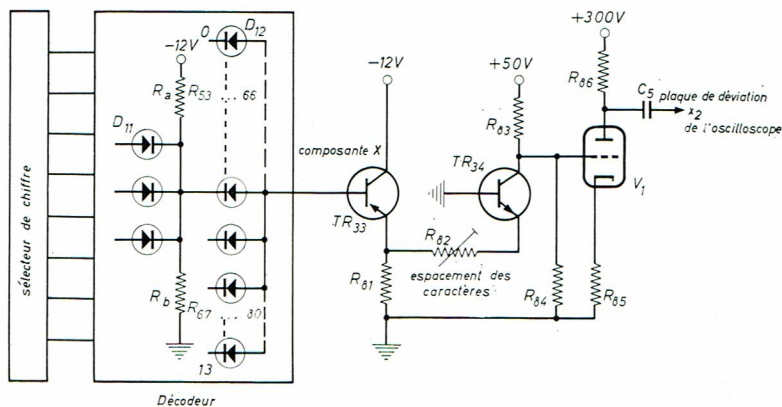 sélecteur de chiffre
Décodeur
-12V
Ra
R53
... 66
D11
Rb
R67
... 80
0
D12
13
composante X
-12V
TR33
R81
R82
espacement des
caractères
+50V
R83
TR34
R84
+300V
R86
C5
plaque de déviation
x2
de l'oscilloscope
V1
R85